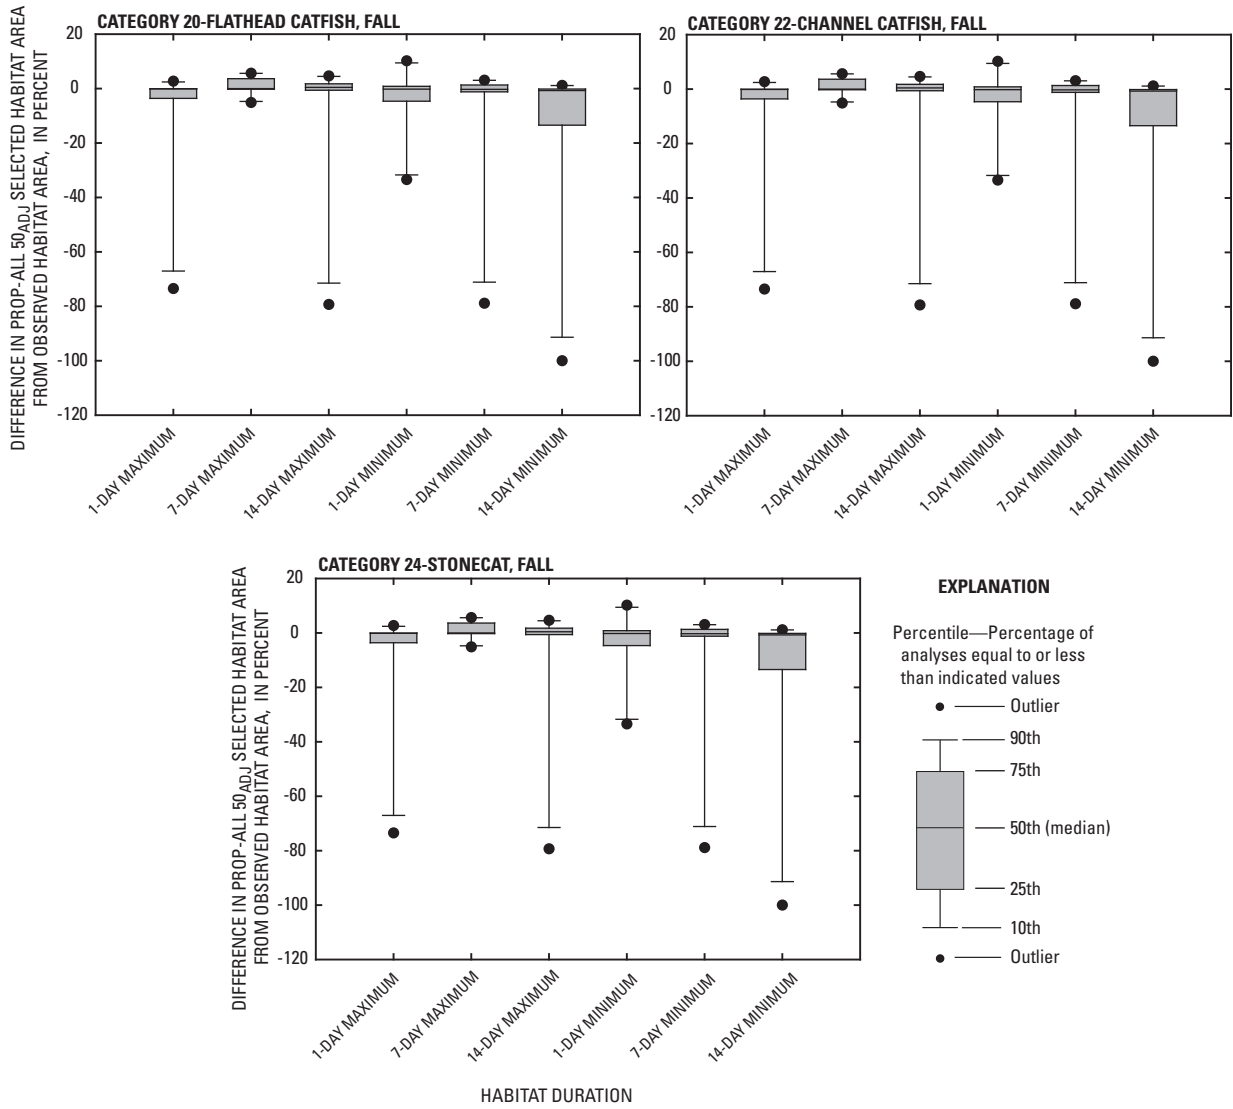 CATEGORY 20-FLATHEAD CATFISH, FALL
DIFFERENCE IN PROP-ALL 50ADJ SELECTED HABITAT AREA
FROM OBSERVED HABITAT AREA, IN PERCENT
20
0
-20
-40
-60
-80
-100
-120
1-DAY MAXIMUM
7-DAY MAXIMUM
14-DAY MAXIMUM
1-DAY MINIMUM
7-DAY MINIMUM
14-DAY MINIMUM
CATEGORY 22-CHANNEL CATFISH, FALL
20
0
-20
-40
-60
-80
-100
-120
1-DAY MAXIMUM
7-DAY MAXIMUM
14-DAY MAXIMUM
1-DAY MINIMUM
7-DAY MINIMUM
14-DAY MINIMUM
CATEGORY 24-STONECAT, FALL
DIFFERENCE IN PROP-ALL 50ADJ SELECTED HABITAT AREA
FROM OBSERVED HABITAT AREA, IN PERCENT
20
0
-20
-40
-60
-80
-100
-120
1-DAY MAXIMUM
7-DAY MAXIMUM
14-DAY MAXIMUM
1-DAY MINIMUM
7-DAY MINIMUM
14-DAY MINIMUM
HABITAT DURATION
EXPLANATION
Percentile—Percentage of
analyses equal to or less
than indicated values
Outlier
90th
75th
50th (median)
25th
10th
Outlier